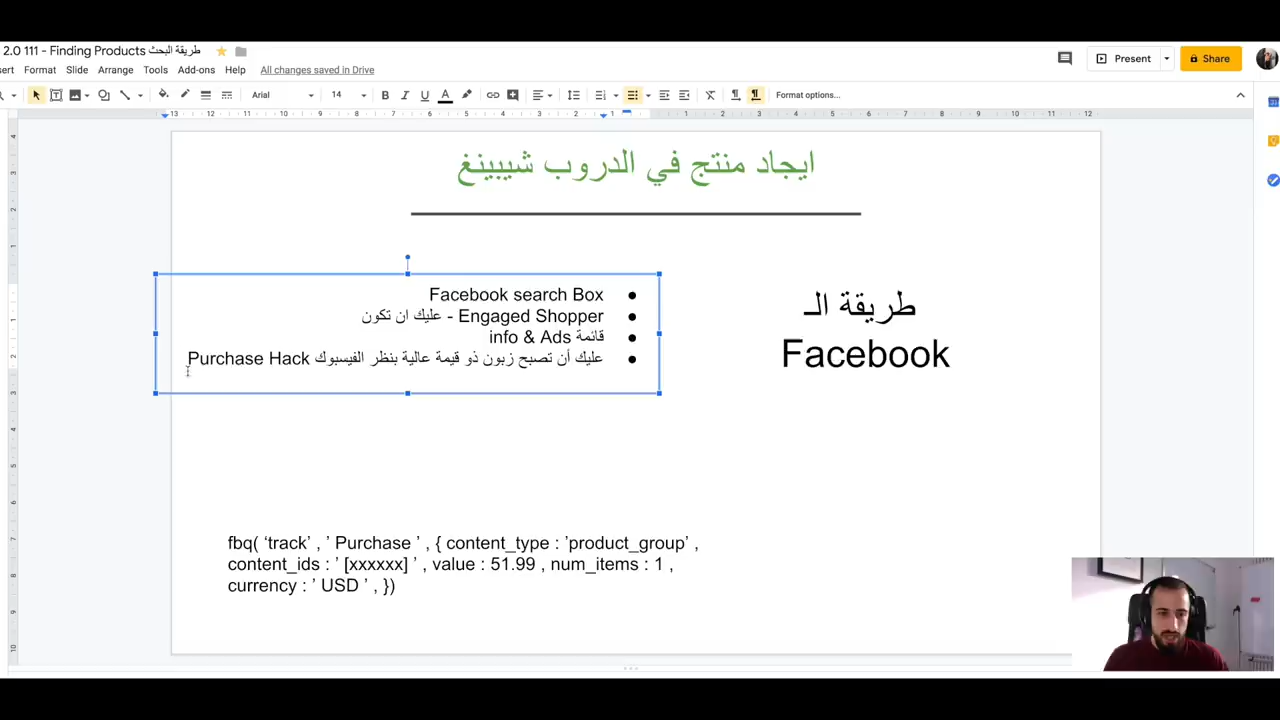 2.0 111 - Finding Products طريقة البحث
Format Slide Arrange Tools Add-ons Help All changes saved in Drive
Present
Share
Arial 14 Format options...
ايجاد منتج في الدروب شيبينغ
طريقة الـ
Facebook
Facebook search Box
Engaged Shopper - عليك ان تكون
قائمة info & Ads
عليك أن تصبح زبون ذو قيمة عالية بنظر الفيسبوك Purchase Hack
fbq( ‘track’ , ’ Purchase ’ , { content_type : ’product_group’ ,
content_ids : ’ [xxxxxx] ’ , value : 51.99 , num_items : 1 ,
currency : ’ USD ’ , })